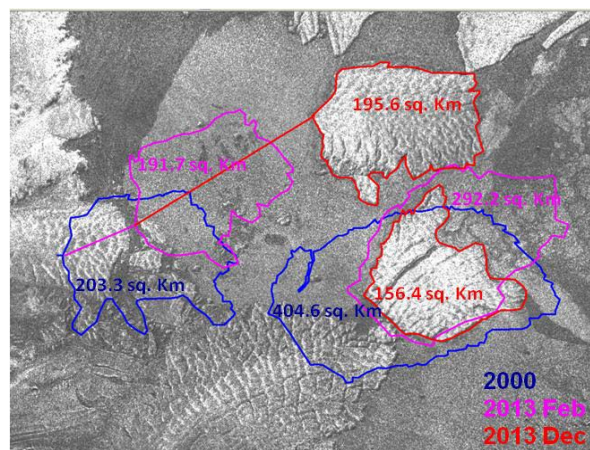 195.6 sq. Km
191.7 sq. Km
292.2 sq. Km
203.3 sq. Km
156.4 sq. Km
404.6 sq. Km
2000
2013 Feb
2013 Dec